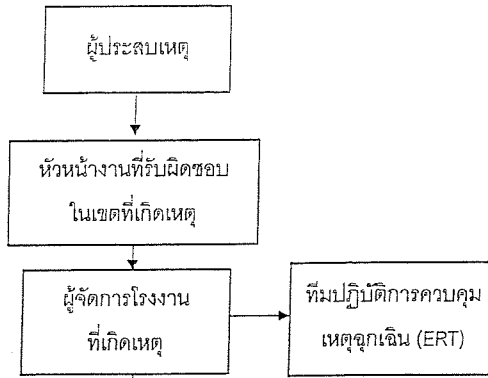 ผู้ประสบเหตุ
หัวหน้างานที่รับผิดชอบ
ในเขตที่เกิดเหตุ
ผู้จัดการโรงงาน
ที่เกิดเหตุ
ทีมปฏิบัติการควบคุม
เหตุฉุกเฉิน (ERT)